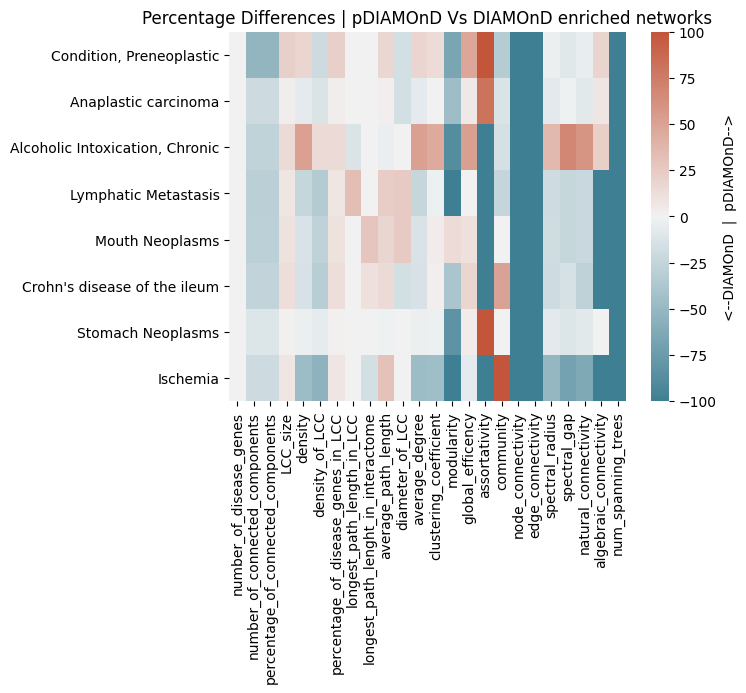 Percentage Differences | pDIAMOnD Vs DIAMOnD enriched networks
Condition, Preneoplastic
Anaplastic carcinoma
Alcoholic Intoxication, Chronic
Lymphatic Metastasis
Mouth Neoplasms
Crohn's disease of the ileum
Stomach Neoplasms
Ischemia
number_of_disease_genes
number_of_connected_components
percentage_of_connected_components
LCC_size
density
density_of_LCC
percentage_of_disease_genes_in_LCC
longest_path_length_in_LCC
longest_path_lenght_in_interactome
average_path_length
diameter_of_LCC
average_degree
clustering_coefficient
modularity
global_efficency
assortativity
community
node_connectivity
edge_connectivity
spectral_radius
spectral_gap
natural_connectivity
algebraic_connectivity
num_spanning_trees
100
75
50
25
0
−25
−50
−75
−100
<--DIAMOnD | pDIAMOnD-->